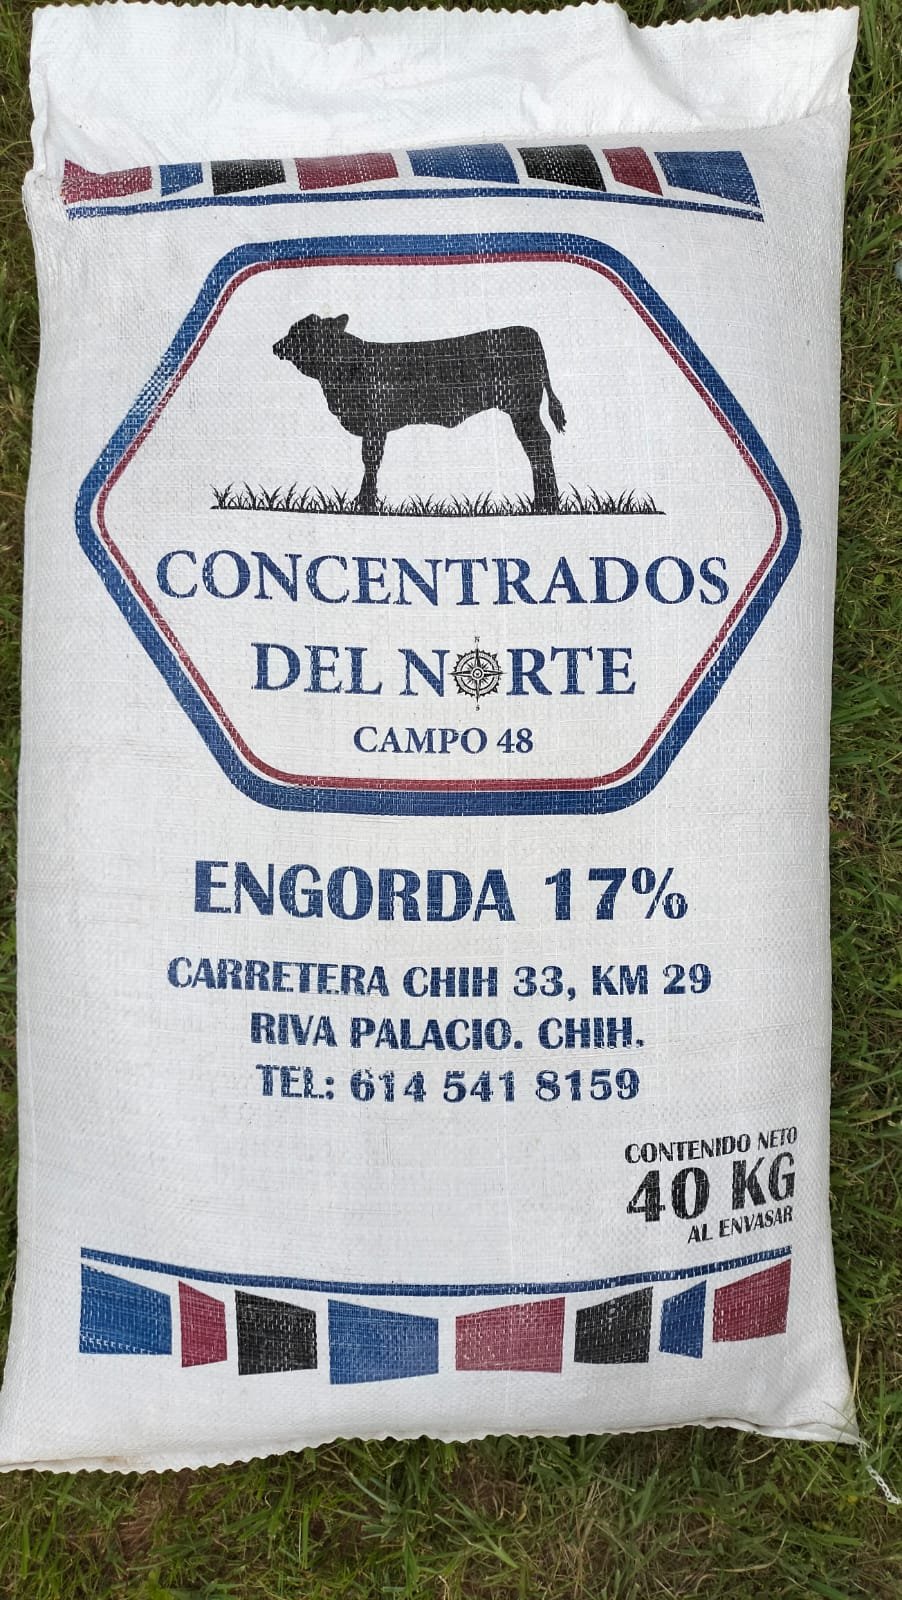 CONCENTRADOS
DEL NORTE
CAMPO 48
ENGORDA 17%
CARRETERA CHIH 33, KM 29
RIVA PALACIO. CHIH.
TEL: 614 541 8159
CONTENIDO NETO
40 KG
AL ENVASAR